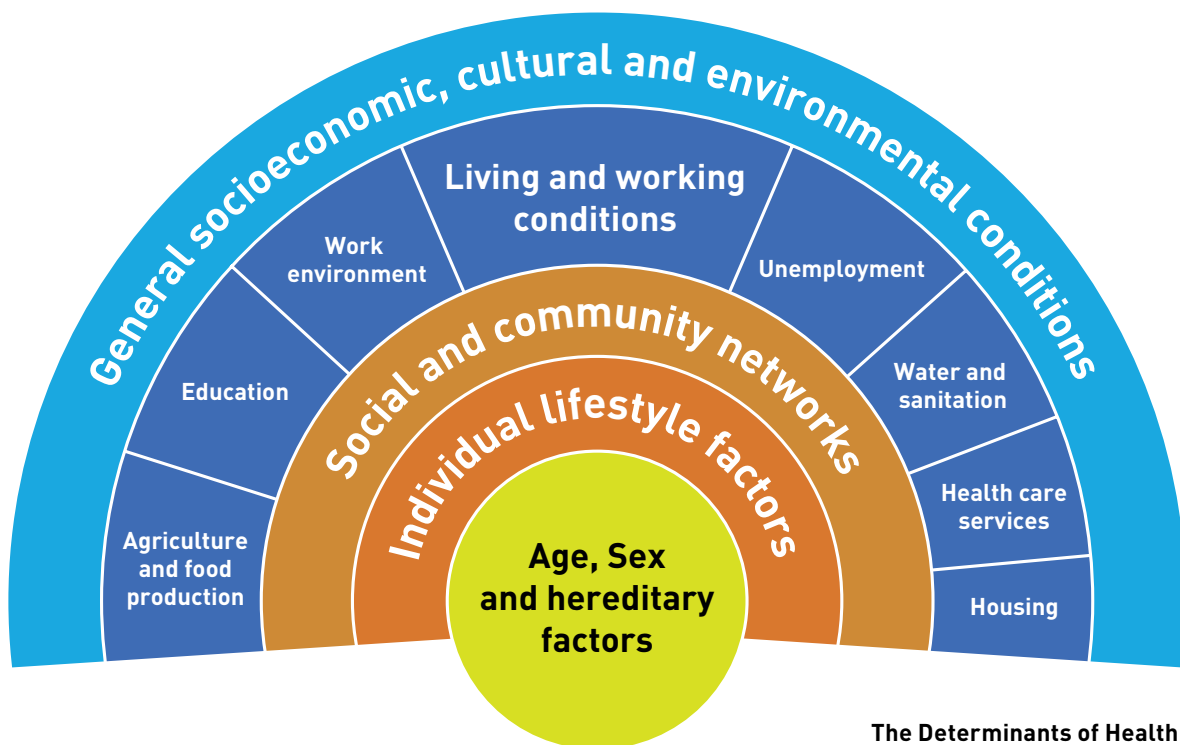 General socioeconomic, cultural and environmental conditions
Living and working
conditions
Work
environment
Unemployment
Education
Water and
sanitation
Agriculture
and food
production
Health care
services
Housing
Social and community networks
Individual lifestyle factors
Age, Sex
and hereditary
factors
The Determinants of Health